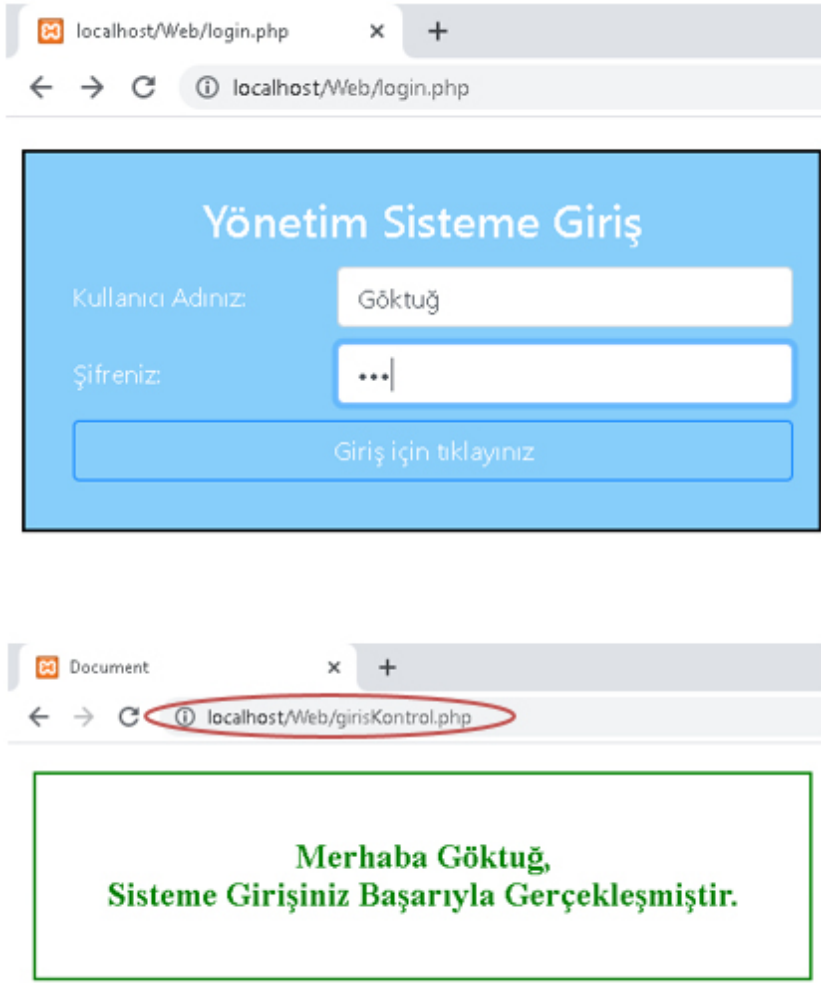 localhost/Web/login.php
localhost/Web/login.php
Yönetim Sisteme Giriş
Kullanıcı Adınız:
Göktuğ
Şifreniz:
•••
Giriş için tıklayınız
Document
localhost/Web/girisKontrol.php
Merhaba Göktuğ,
Sisteme Girişiniz Başarıyla Gerçekleşmiştir.